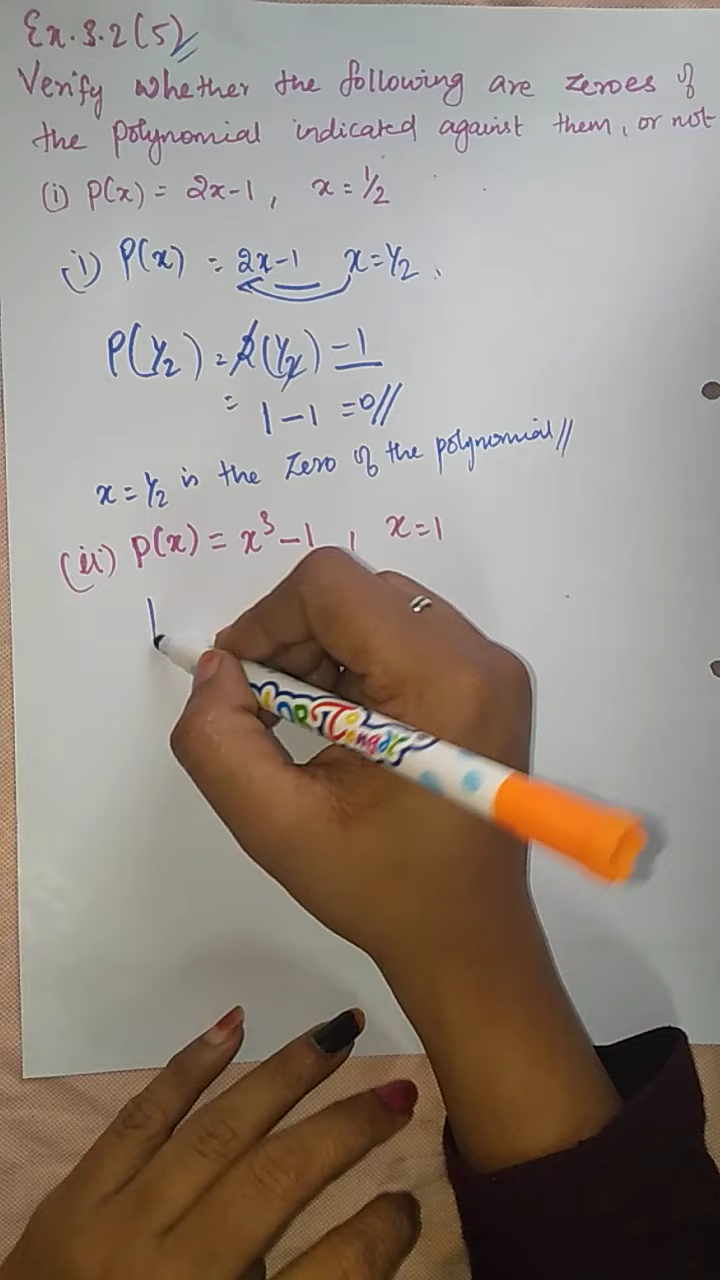 Ex.3.2(5)
Verify whether the following are zeroes of
the polynomial indicated against them, or not
(i) P(x) = 2x-1, x = 1/2
i) P(x) = 2x-1 x = 1/2.
P(1/2) = 2(1/2) -1
= 1-1 =0//
x = 1/2 is the zero of the polynomial//
(ii) P(x) = x³-1, x=1